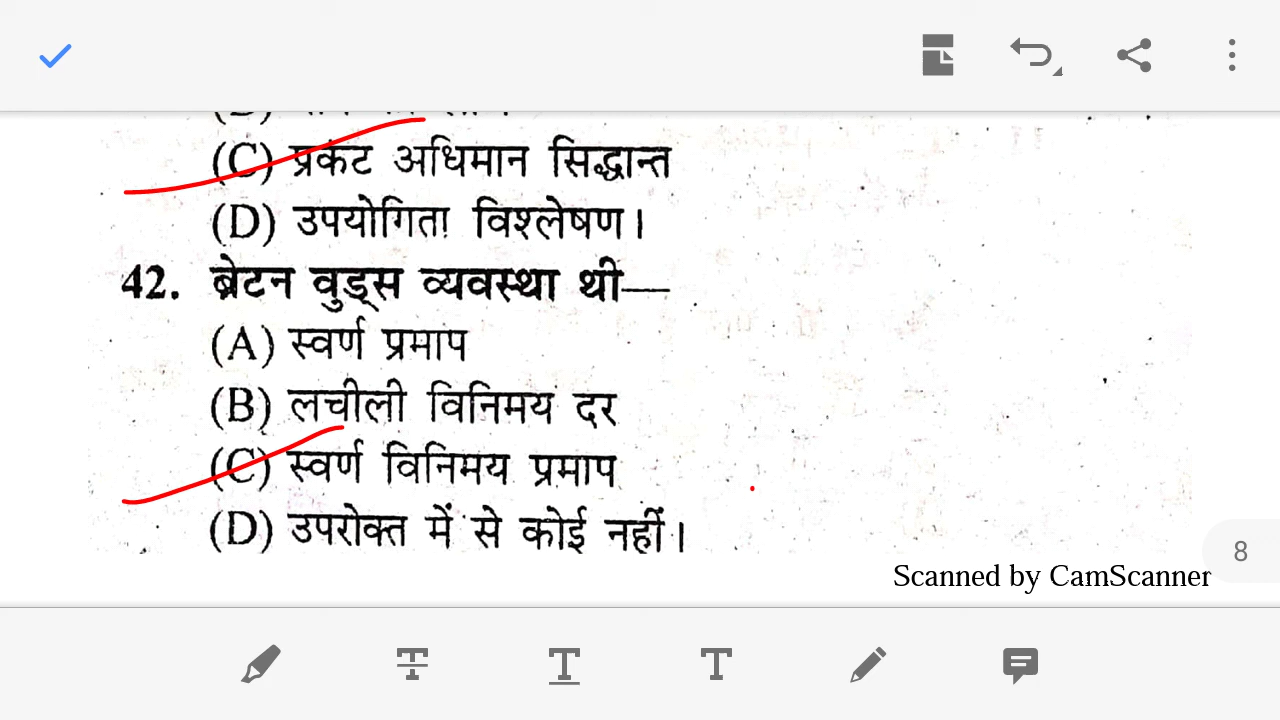 (C) प्रकट अधिमान सिद्धान्त
(D) उपयोगिता विश्लेषण।
42. ब्रेटन वुड्स व्यवस्था थी—
(A) स्वर्ण प्रमाप
(B) लचीली विनिमय दर
(C) स्वर्ण विनिमय प्रमाप
(D) उपरोक्त में से कोई नहीं।
8
Scanned by CamScanner